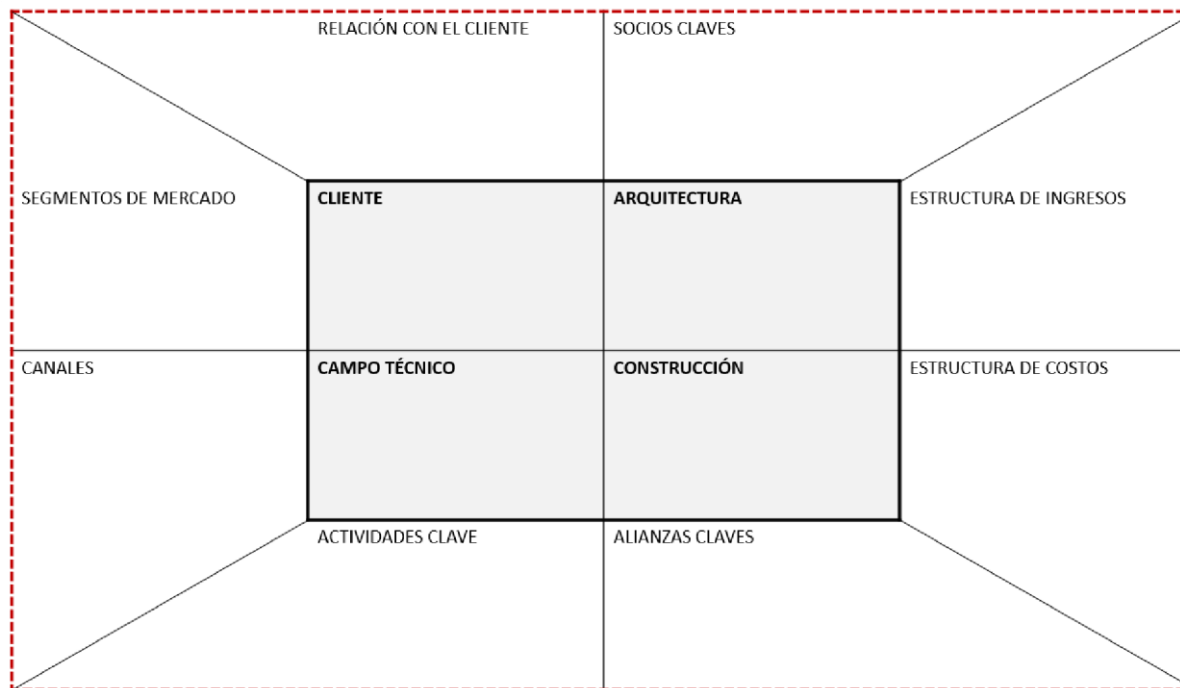 RELACIÓN CON EL CLIENTE
SOCIOS CLAVES
SEGMENTOS DE MERCADO
CLIENTE
ARQUITECTURA
ESTRUCTURA DE INGRESOS
CANALES
CAMPO TÉCNICO
CONSTRUCCIÓN
ESTRUCTURA DE COSTOS
ACTIVIDADES CLAVE
ALIANZAS CLAVES